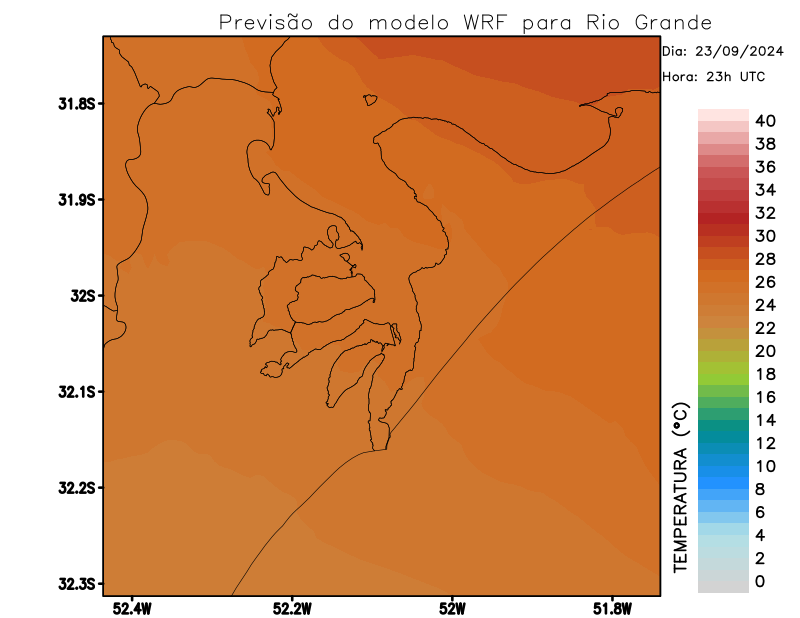 Previsão do modelo WRF para Rio Grande
Dia: 23/09/2024
Hora: 23h UTC
31.8S
31.9S
32S
32.1S
32.2S
32.3S
52.4W
52.2W
52W
51.8W
TEMPERATURA (°C)
40
38
36
34
32
30
28
26
24
22
20
18
16
14
12
10
8
6
4
2
0